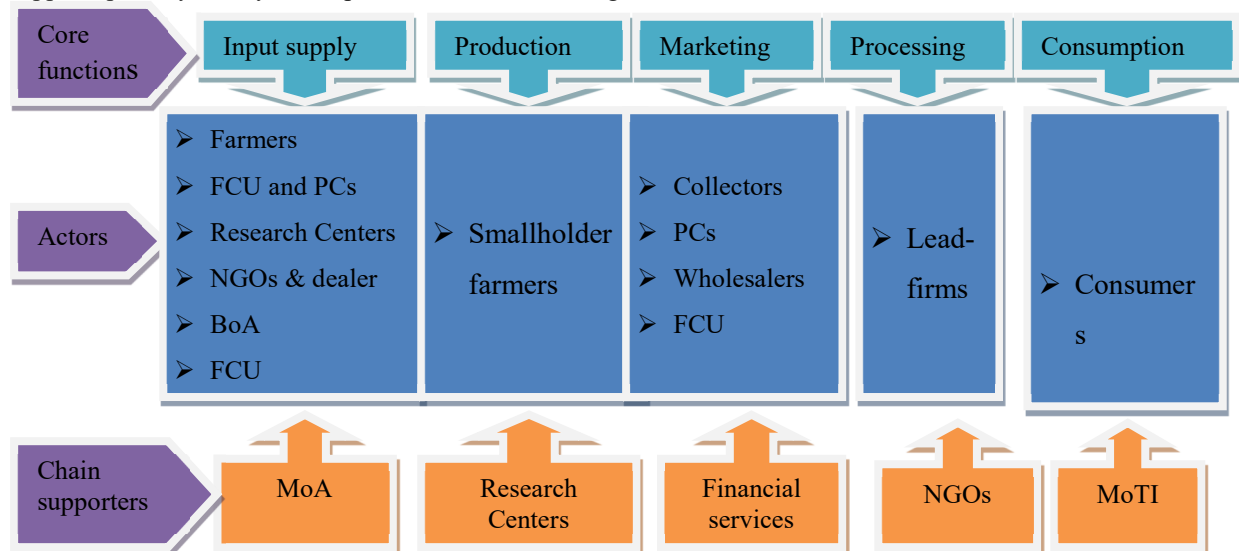 Core
functions
Input supply
Production
Marketing
Processing
Consumption
Actors
➢ Farmers
➢ FCU and PCs
➢ Research Centers
➢ NGOs & dealer
➢ BoA
➢ FCU
➢ Smallholder
farmers
➢ Collectors
➢ PCs
➢ Wholesalers
➢ FCU
➢ Lead-
firms
➢ Consumer
s
Chain
supporters
MoA
Research
Centers
Financial
services
NGOs
MoTI